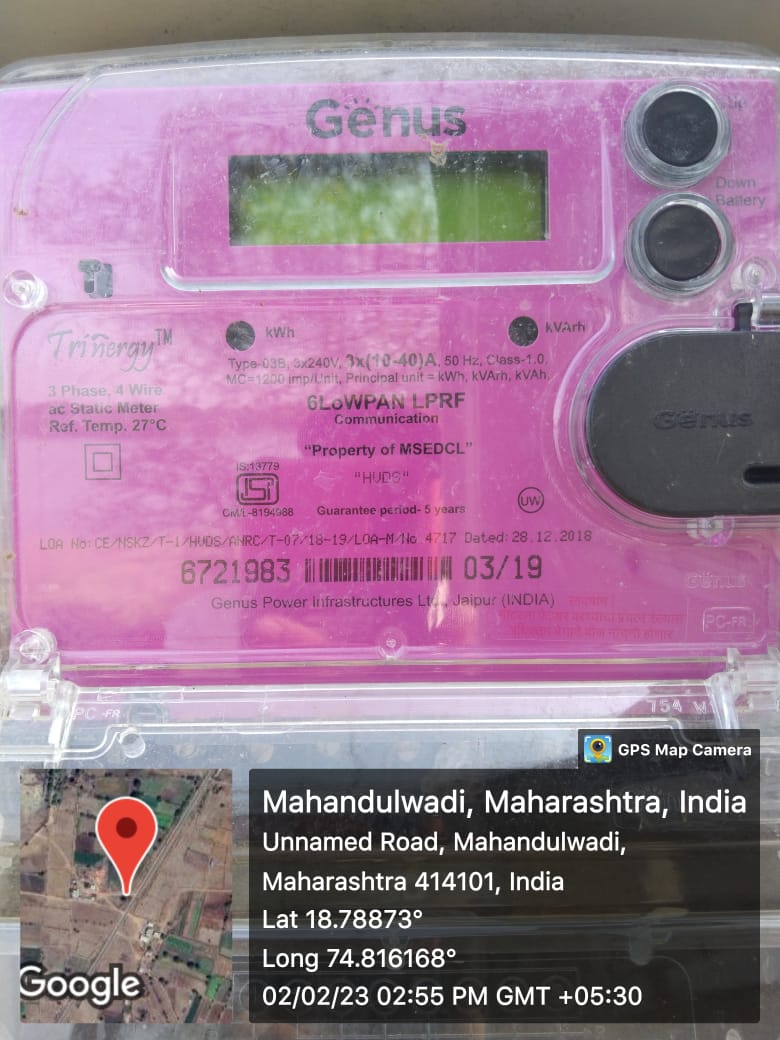 Genus
Up
Down
Battery
Trinergy™
kWh
kVArh
Type-03B, 3x240V, 3x(10-40)A, 50 Hz, Class-1.0,
MC=1200 imp/Unit, Principal unit = kWh, kVArh, kVAh,
3 Phase, 4 Wire
ac Static Meter
Ref. Temp. 27°C
6LoWPAN LPRF
Communication
"Property of MSEDCL"
"HVDS"
IS:13779
CM/L-8194988
Guarantee period- 5 years
UW
Genus
LOA No:CE/NSKZ/T-1/HVDS/ANRC/T-07/18-19/LOA-M/No.4717 Dated:28.12.2018
6721983 03/19
Genus
Genus Power Infrastructures Ltd., Jaipur (INDIA)
सावधान
PC-FR
PC-FR
GPS Map Camera
Mahandulwadi, Maharashtra, India
Unnamed Road, Mahandulwadi,
Maharashtra 414101, India
Lat 18.78873°
Long 74.816168°
02/02/23 02:55 PM GMT +05:30
Google